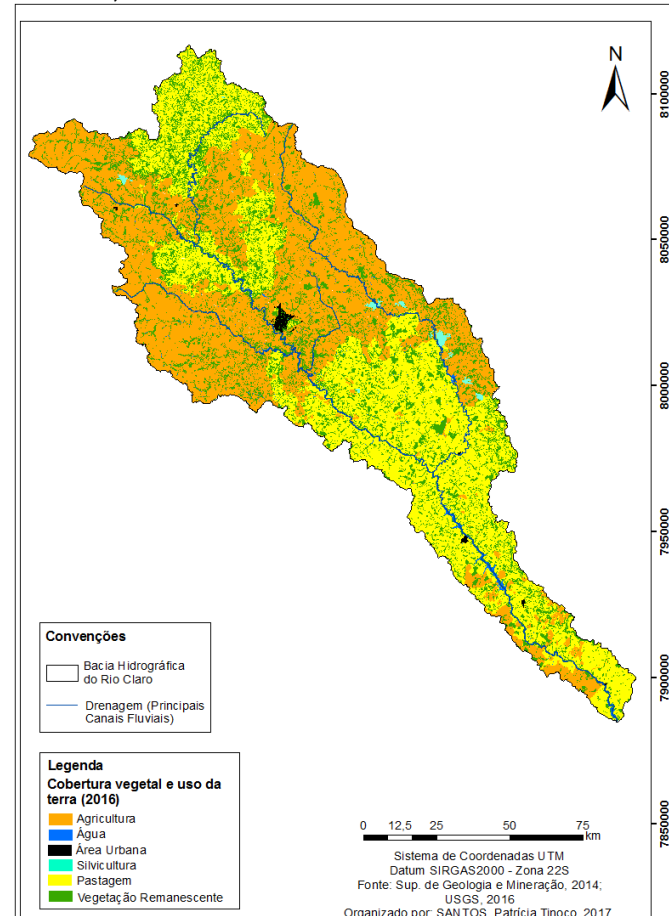 N
8100000
8050000
8000000
7950000
7900000
7850000
Convenções
Bacia Hidrográfica
do Rio Claro
Drenagem (Principais
Canais Fluviais)
Legenda
Cobertura vegetal e uso da
terra (2016)
Agricultura
Água
Área Urbana
Silvicultura
Pastagem
Vegetação Remanescente
0 12,5 25 50 75
km
Sistema de Coordenadas UTM
Datum SIRGAS2000 - Zona 22S
Fonte: Sup. de Geologia e Mineração, 2014;
USGS, 2016
Organizado por: SANTOS, Patrícia Tinoco, 2017